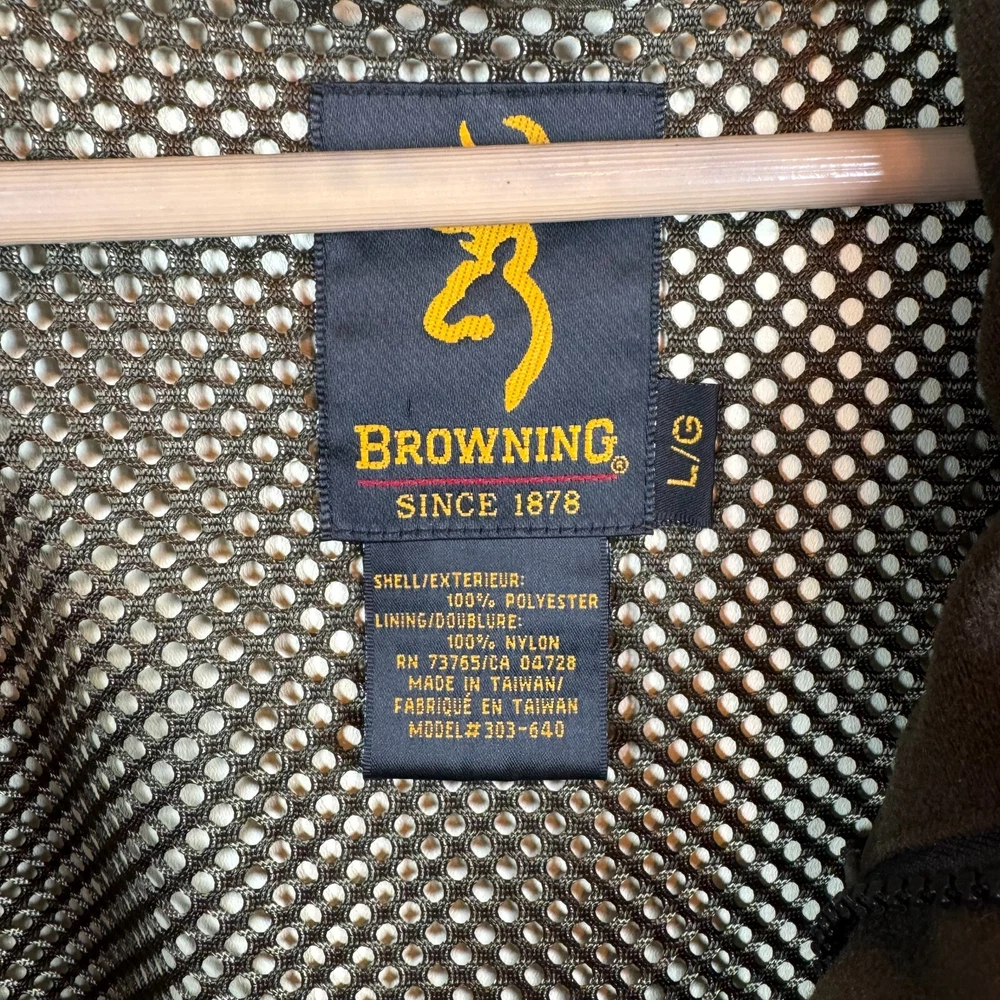 BROWNING®
SINCE 1878
L/G
SHELL/EXTERIEUR:
100% POLYESTER
LINING/DOUBLURE:
100% NYLON
RN 73765/CA 04728
MADE IN TAIWAN/
FABRIQUÉ EN TAIWAN
MODEL# 303-640